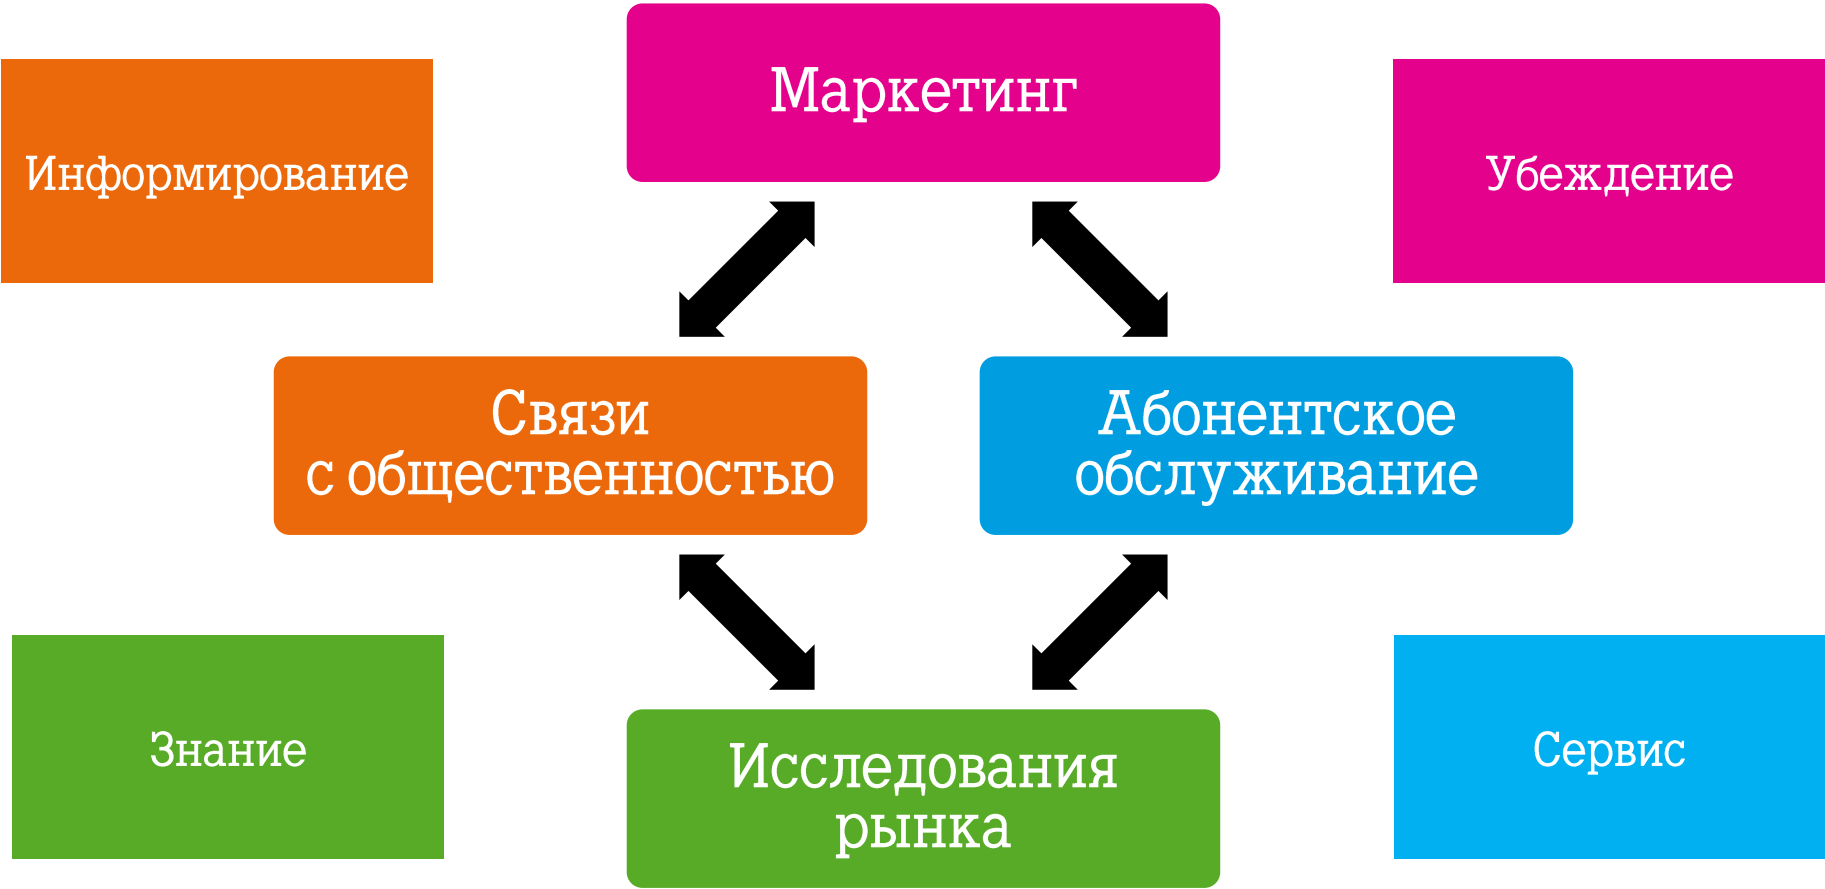 Маркетинг
Информирование
Убеждение
Связи
с общественностью
Абонентское
обслуживание
Знание
Исследования
рынка
Сервис